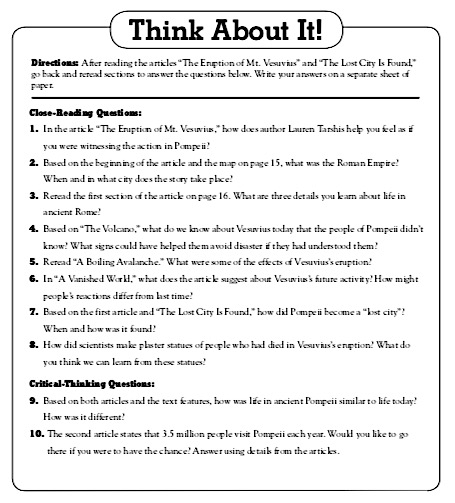 Think About It!
Directions: After reading the articles "The Eruption of Mt. Vesuvius" and "The Lost City Is Found,"
go back and reread sections to answer the questions below. Write your answers on a separate sheet of
paper.
Close-Reading Questions:
1. In the article "The Eruption of Mt. Vesuvius," how does author Lauren Tarshis help you feel as if
you were witnessing the action in Pompeii?
2. Based on the beginning of the article and the map on page 15, what was the Roman Empire?
When and in what city does the story take place?
3. Reread the first section of the article on page 16. What are three details you learn about life in
ancient Rome?
4. Based on "The Volcano," what do we know about Vesuvius today that the people of Pompeii didn't
know? What signs could have helped them avoid disaster if they had understood them?
5. Reread "A Boiling Avalanche." What were some of the effects of Vesuvius's eruption?
6. In "A Vanished World," what does the article suggest about Vesuvius's future activity? How might
people's reactions differ from last time?
7. Based on the first article and "The Lost City Is Found," how did Pompeii become a "lost city"?
When and how was it found?
8. How did scientists make plaster statues of people who had died in Vesuvius's eruption? What do
you think we can learn from these statues?
Critical-Thinking Questions:
9. Based on both articles and the text features, how was life in ancient Pompeii similar to life today?
How was it different?
10. The second article states that 3.5 million people visit Pompeii each year. Would you like to go
there if you were to have the chance? Answer using details from the articles.